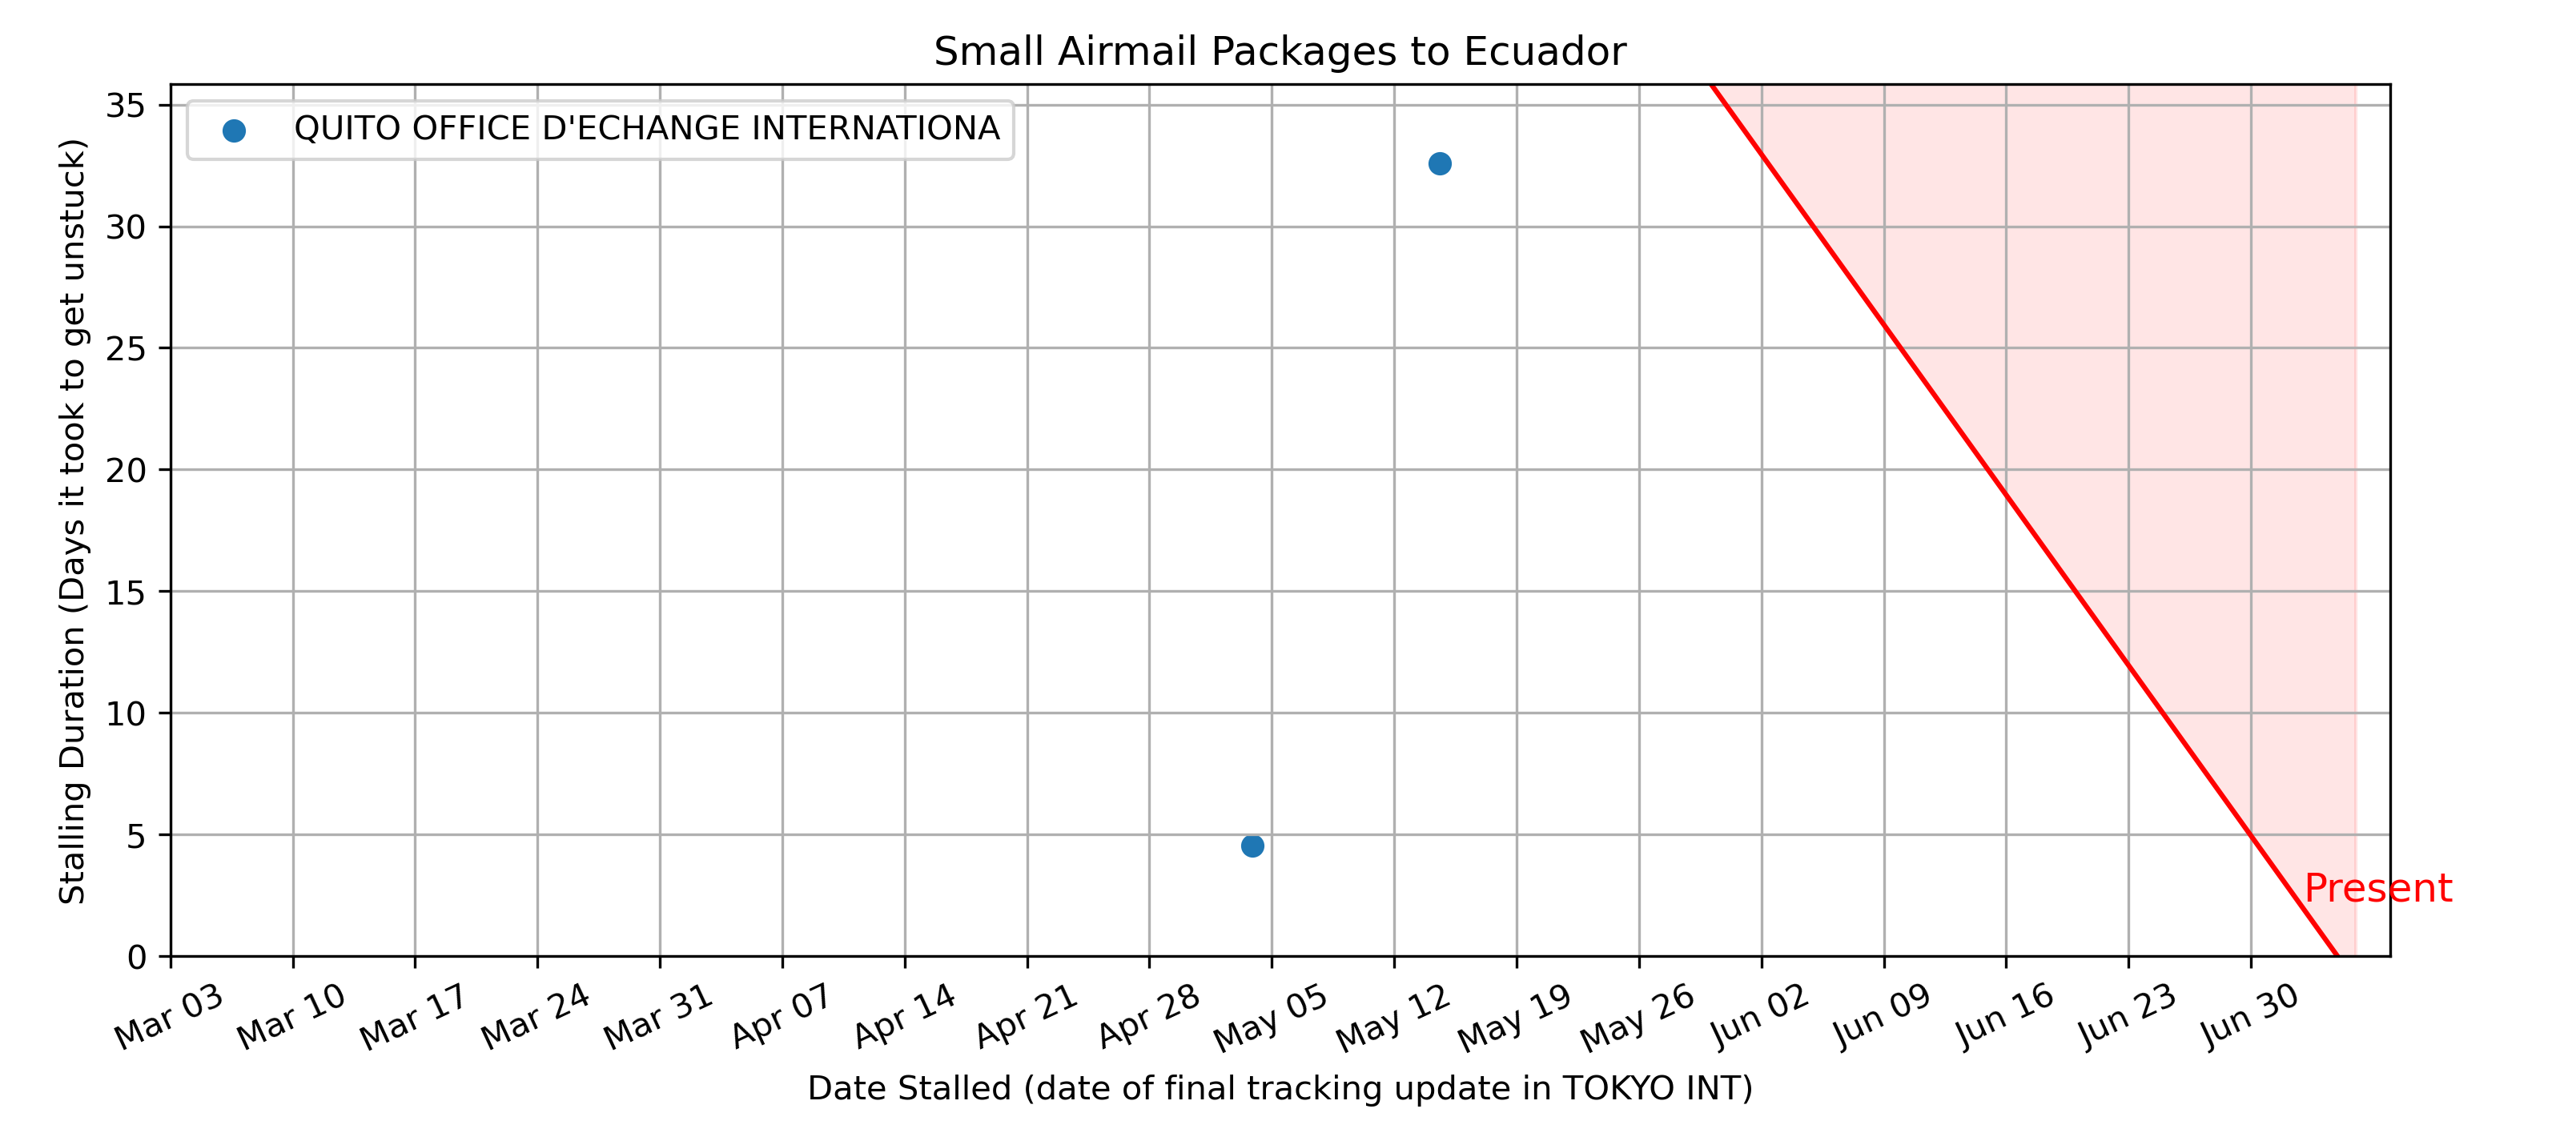 Small Airmail Packages to Ecuador
QUITO OFFICE D'ECHANGE INTERNATIONA
Stalling Duration (Days it took to get unstuck)
35
30
25
20
15
10
5
0
Present
Mar 03
Mar 10
Mar 17
Mar 24
Mar 31
Apr 07
Apr 14
Apr 21
Apr 28
May 05
May 12
May 19
May 26
Jun 02
Jun 09
Jun 16
Jun 23
Jun 30
Date Stalled (date of final tracking update in TOKYO INT)